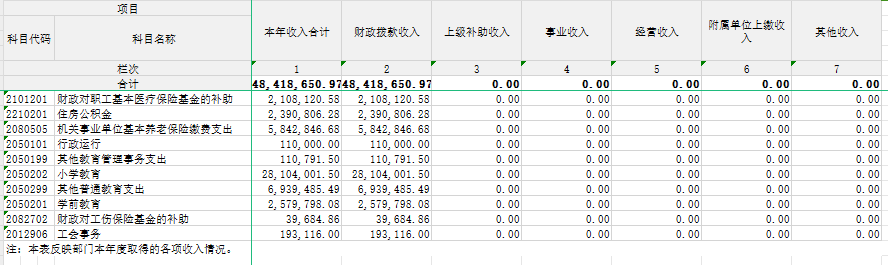 项目
科目代码 科目名称 本年收入合计 财政拨款收入 上级补助收入 事业收入 经营收入 附属单位上缴收入 其他收入
栏次 1 2 3 4 5 6 7
合计 48,418,650.97 48,418,650.97 0.00 0.00 0.00 0.00 0.00
2101201 财政对职工基本医疗保险基金的补助 2,108,120.58 2,108,120.58 0.00 0.00 0.00 0.00 0.00
2210201 住房公积金 2,390,806.28 2,390,806.28 0.00 0.00 0.00 0.00 0.00
2080505 机关事业单位基本养老保险缴费支出 5,842,846.68 5,842,846.68 0.00 0.00 0.00 0.00 0.00
2050101 行政运行 110,000.00 110,000.00 0.00 0.00 0.00 0.00 0.00
2050199 其他教育管理事务支出 110,791.50 110,791.50 0.00 0.00 0.00 0.00 0.00
2050202 小学教育 28,104,001.50 28,104,001.50 0.00 0.00 0.00 0.00 0.00
2050299 其他普通教育支出 6,939,485.49 6,939,485.49 0.00 0.00 0.00 0.00 0.00
2050201 学前教育 2,579,798.08 2,579,798.08 0.00 0.00 0.00 0.00 0.00
2082702 财政对工伤保险基金的补助 39,684.86 39,684.86 0.00 0.00 0.00 0.00 0.00
2012906 工会事务 193,116.00 193,116.00 0.00 0.00 0.00 0.00 0.00
注：本表反映部门本年度取得的各项收入情况。